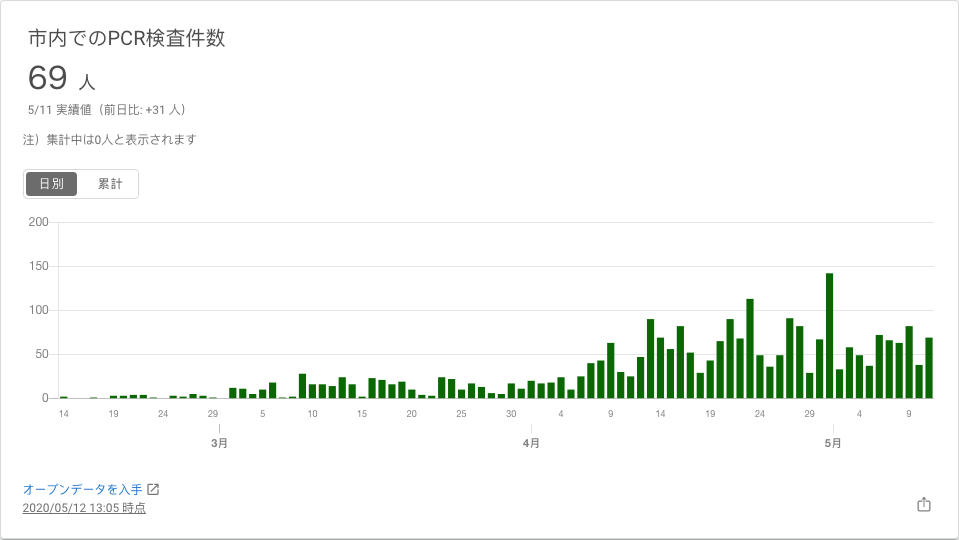 市内でのPCR検査件数
69 人
5/11 実績値（前日比: +31 人）
注）集計中は0人と表示されます
日別 累計
200
150
100
50
0
14 19 24 29 5 10 15 20 25 30 4 9 14 19 24 29 4 9
3月 4月 5月
オープンデータを入手
2020/05/12 13:05 時点